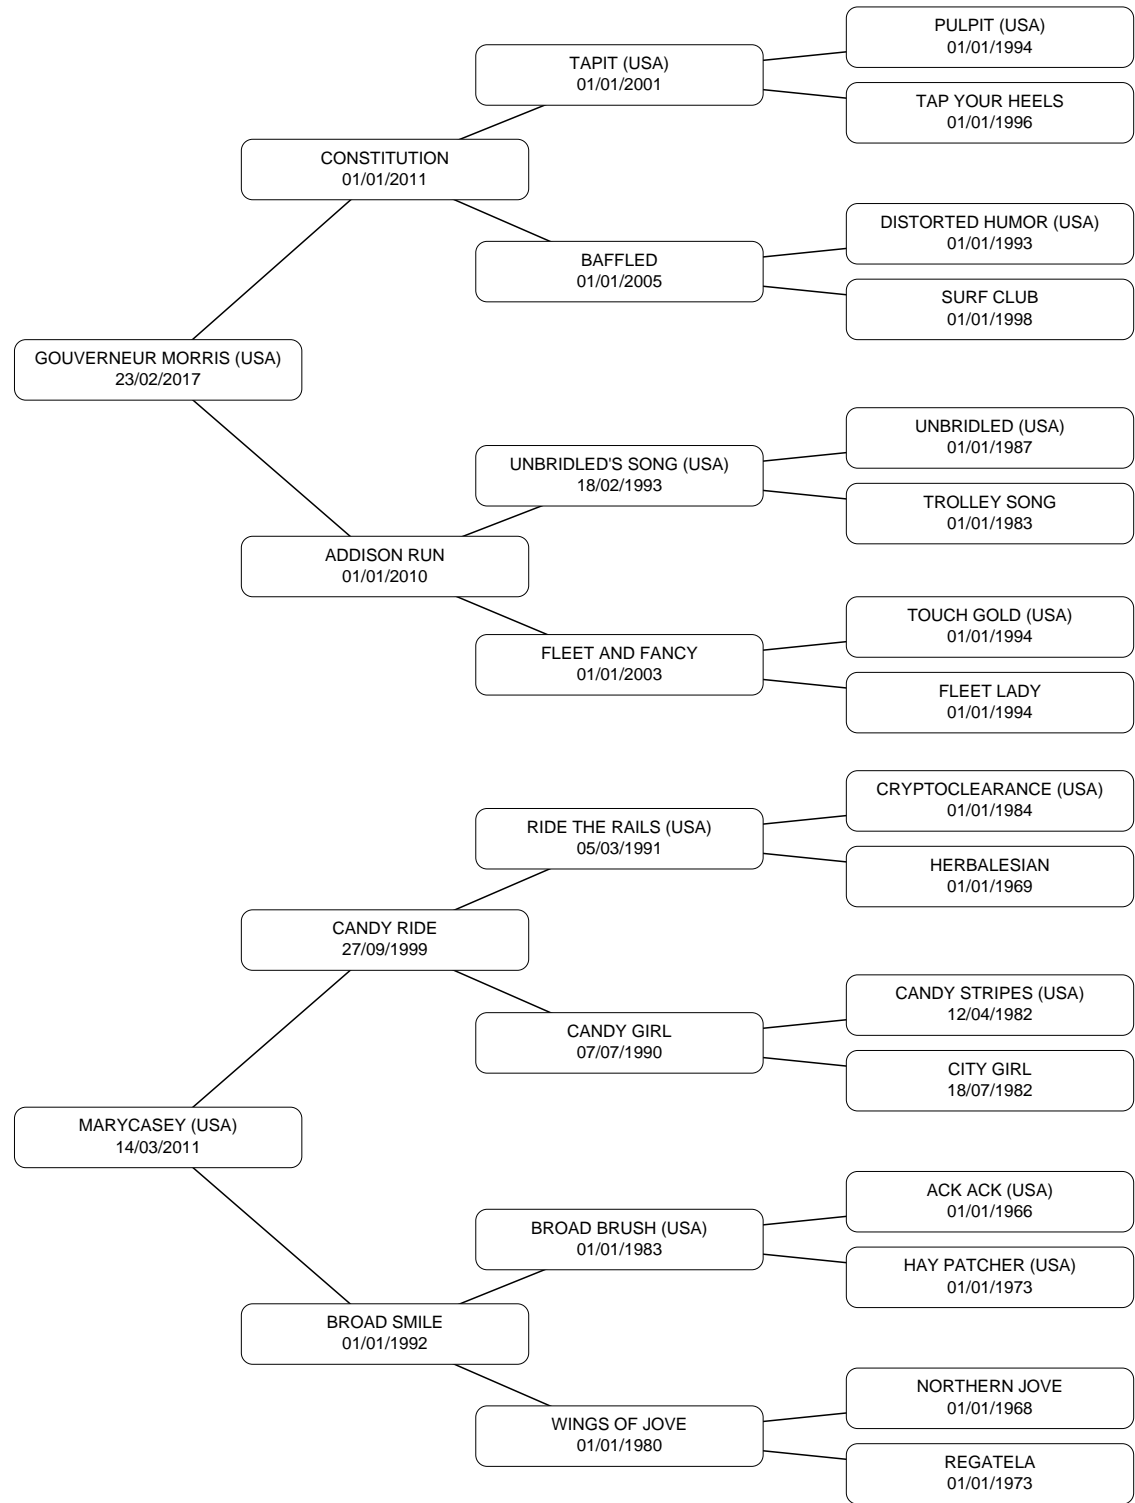 PULPIT (USA)
01/01/1994
TAPIT (USA)
01/01/2001
TAP YOUR HEELS
01/01/1996
CONSTITUTION
01/01/2011
DISTORTED HUMOR (USA)
01/01/1993
BAFFLED
01/01/2005
SURF CLUB
01/01/1998
GOUVERNEUR MORRIS (USA)
23/02/2017
UNBRIDLED (USA)
01/01/1987
UNBRIDLED'S SONG (USA)
18/02/1993
TROLLEY SONG
01/01/1983
ADDISON RUN
01/01/2010
TOUCH GOLD (USA)
01/01/1994
FLEET AND FANCY
01/01/2003
FLEET LADY
01/01/1994
CRYPTOCLEARANCE (USA)
01/01/1984
RIDE THE RAILS (USA)
05/03/1991
HERBALESIAN
01/01/1969
CANDY RIDE
27/09/1999
CANDY STRIPES (USA)
12/04/1982
CANDY GIRL
07/07/1990
CITY GIRL
18/07/1982
MARYCASEY (USA)
14/03/2011
ACK ACK (USA)
01/01/1966
BROAD BRUSH (USA)
01/01/1983
HAY PATCHER (USA)
01/01/1973
BROAD SMILE
01/01/1992
NORTHERN JOVE
01/01/1968
WINGS OF JOVE
01/01/1980
REGATELA
01/01/1973